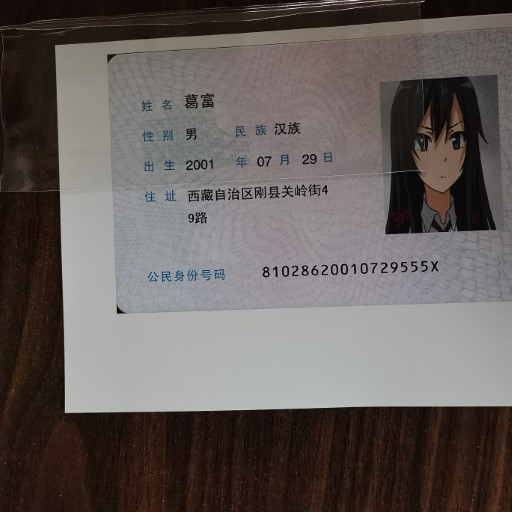 姓名 葛富
性别 男 民族 汉族
出生 2001 年 07 月 29 日
住址 西藏自治区刚县关岭街4
9路
公民身份号码 81028620010729555X